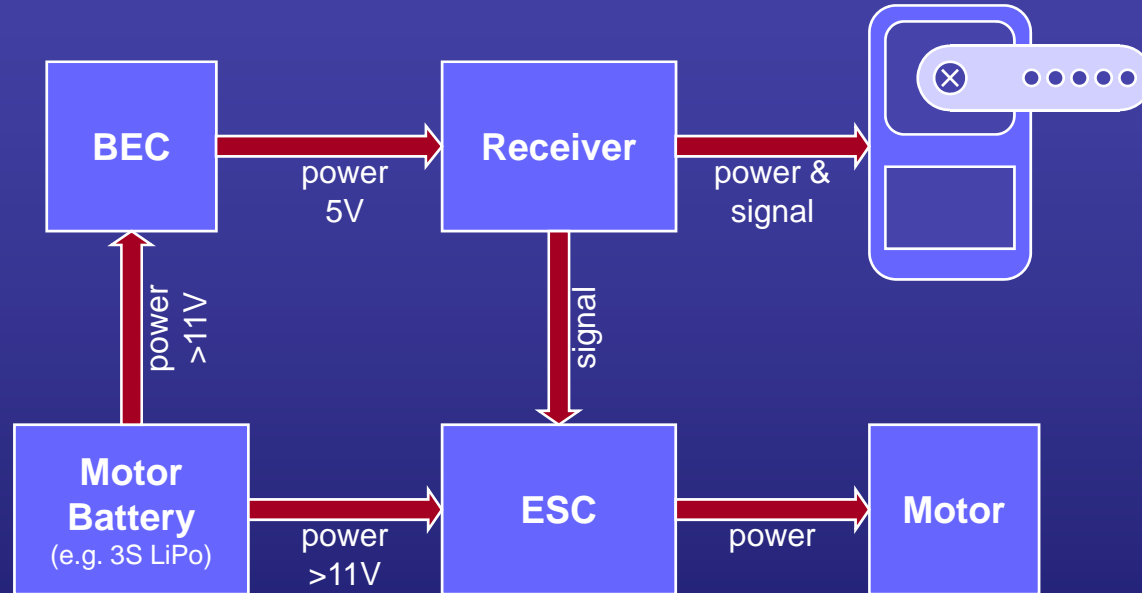 BEC
power
5V
Receiver
power &
signal
power
>11V
signal
Motor
Battery
(e.g. 3S LiPo)
power
>11V
ESC
power
Motor